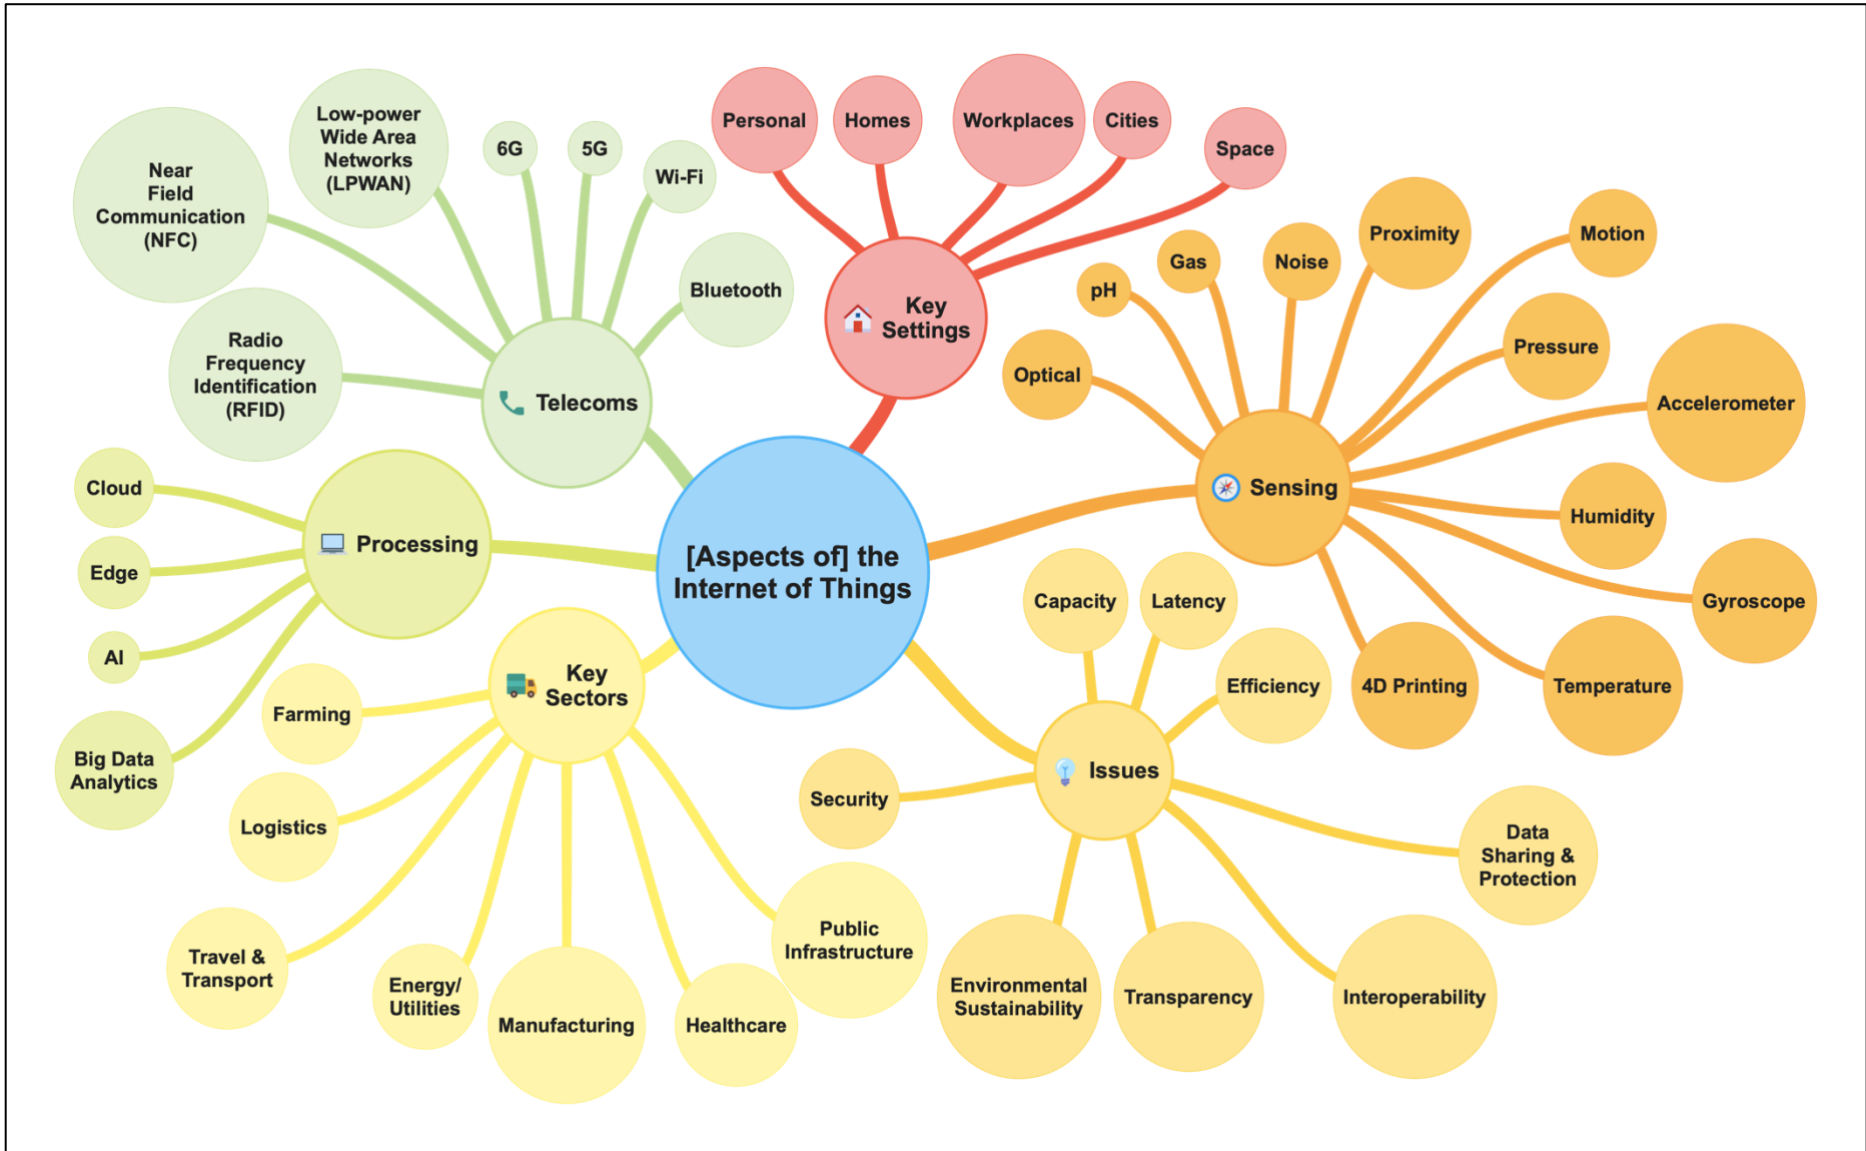 [Aspects of] the
Internet of Things
Telecoms
Near
Field
Communication
(NFC)
Low-power
Wide Area
Networks
(LPWAN)
6G
5G
Wi-Fi
Bluetooth
Radio
Frequency
Identification
(RFID)
Key
Settings
Personal
Homes
Workplaces
Cities
Space
Sensing
Optical
pH
Gas
Noise
Proximity
Motion
Pressure
Accelerometer
Humidity
Gyroscope
Temperature
4D Printing
Issues
Capacity
Latency
Efficiency
Data
Sharing &
Protection
Interoperability
Transparency
Environmental
Sustainability
Security
Key
Sectors
Farming
Logistics
Travel &
Transport
Energy/
Utilities
Manufacturing
Healthcare
Public
Infrastructure
Processing
Cloud
Edge
AI
Big Data
Analytics